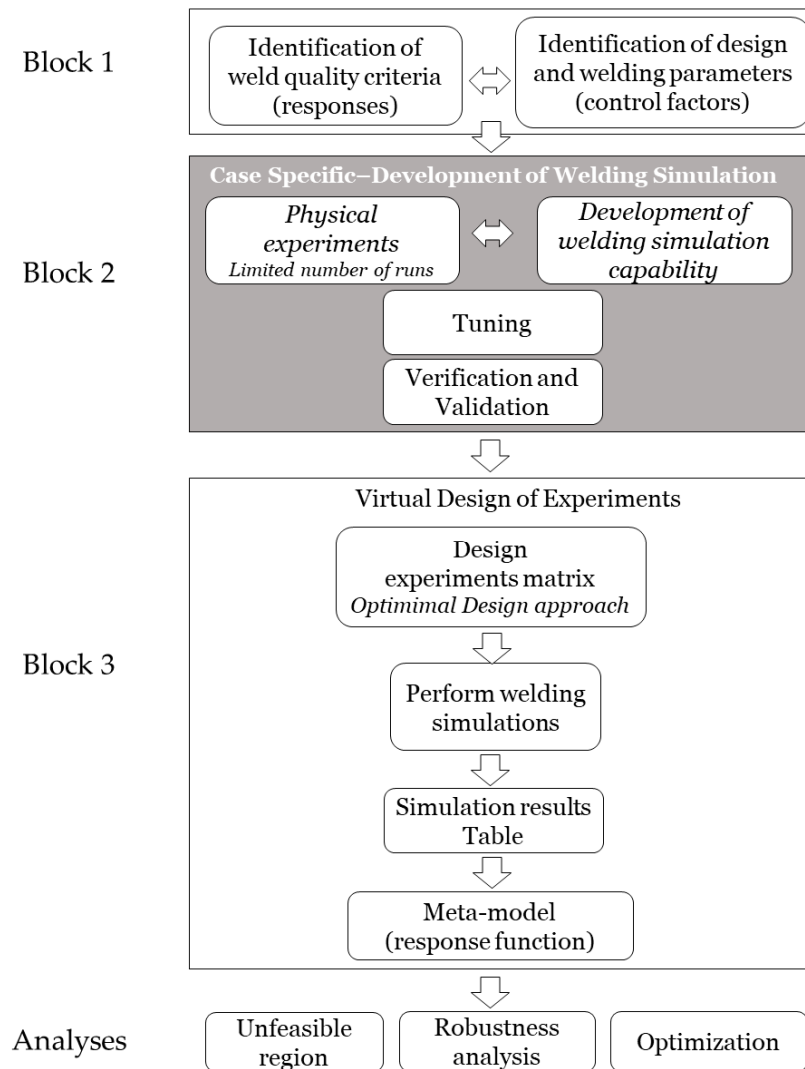 Block 1
Identification of
weld quality criteria
(responses)
Identification of design
and welding parameters
(control factors)
Block 2
Case Specific–Development of Welding Simulation
Physical
experiments
Limited number of runs
Development of
welding simulation
capability
Tuning
Verification and
Validation
Block 3
Virtual Design of Experiments
Design
experiments matrix
Optimimal Design approach
Perform welding
simulations
Simulation results
Table
Meta-model
(response function)
Analyses
Unfeasible
region
Robustness
analysis
Optimization